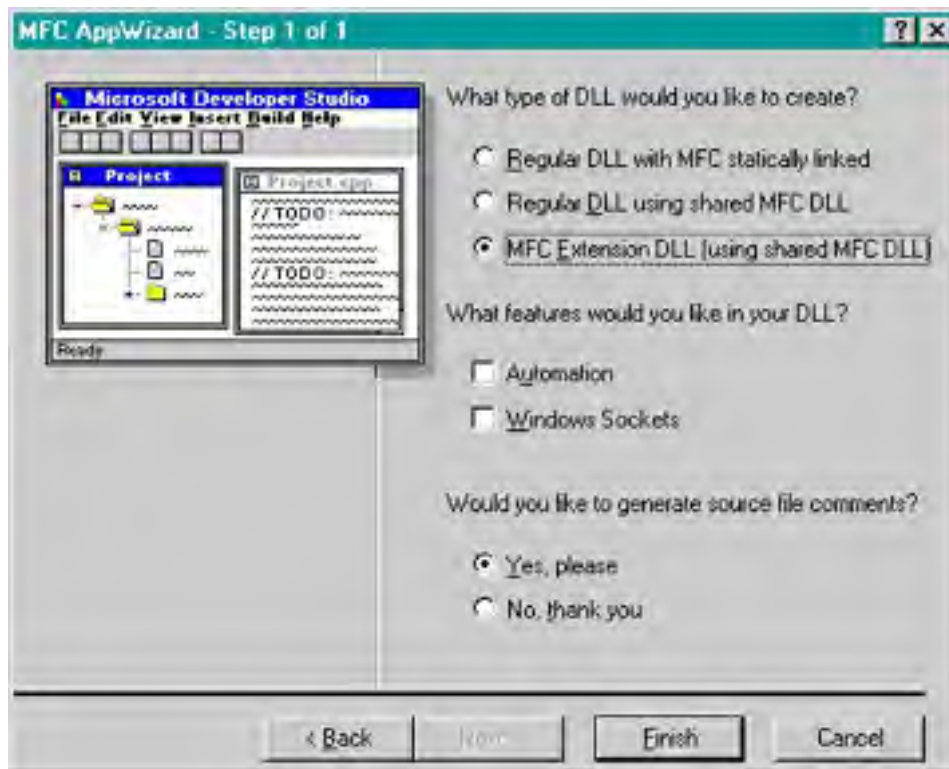 MFC AppWizard - Step 1 of 1
Microsoft Developer Studio
File Edit View Insert Build Help
Project
Project.cpp
// TODO:
// TODO:
Ready
What type of DLL would you like to create?
Regular DLL with MFC statically linked
Regular DLL using shared MFC DLL
MFC Extension DLL (using shared MFC DLL)
What features would you like in your DLL?
Automation
Windows Sockets
Would you like to generate source file comments?
Yes, please
No, thank you
< Back
Finish
Cancel